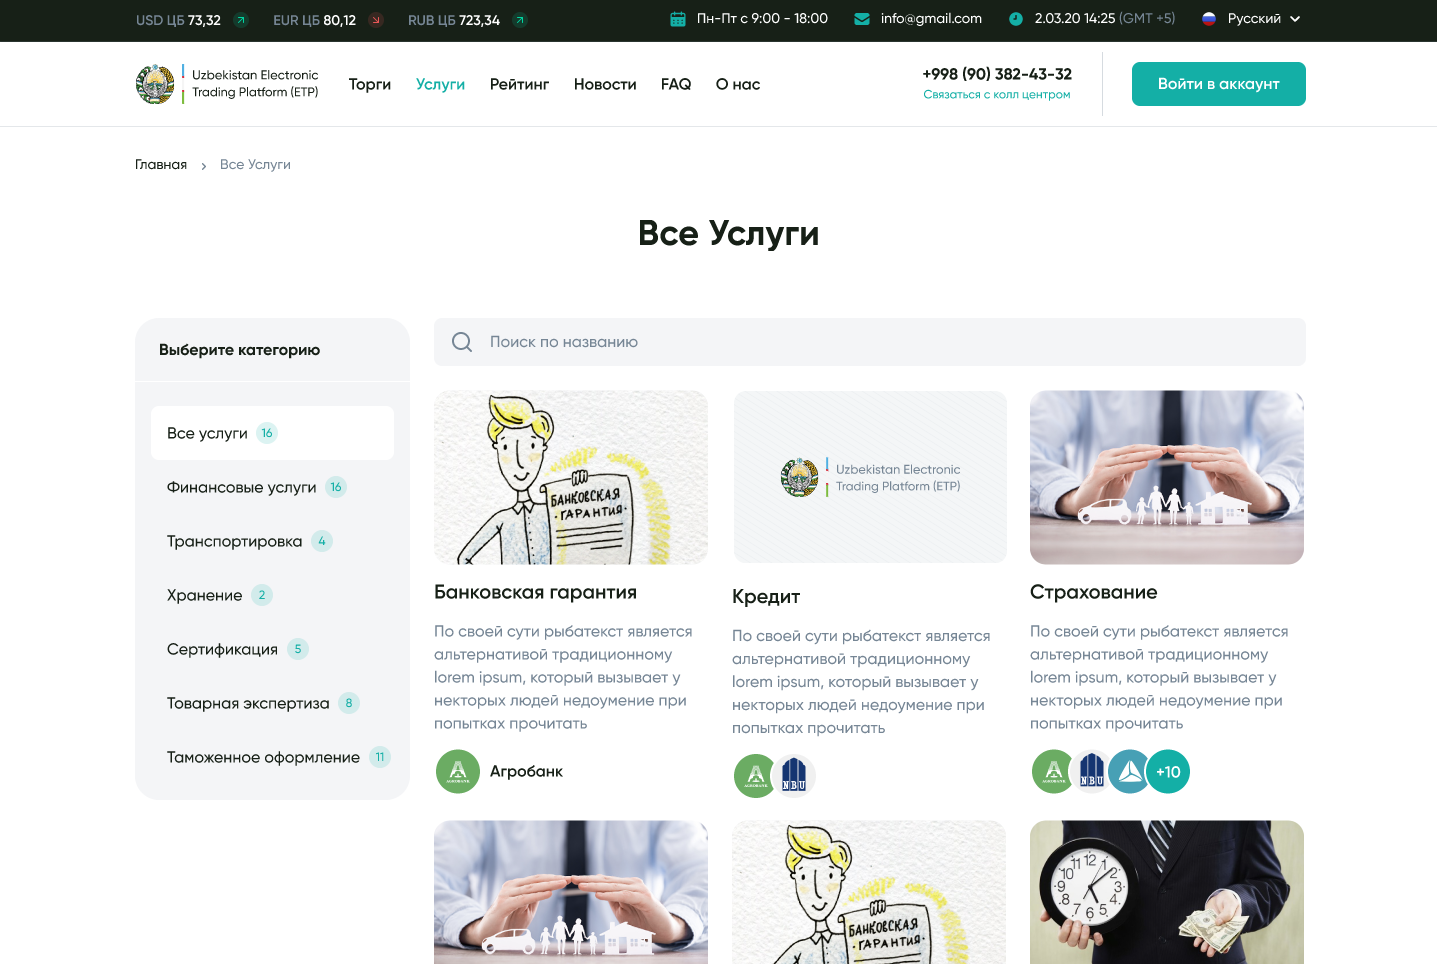 USD ЦБ 73,32 EUR ЦБ 80,12 RUB ЦБ 723,34 Пн-Пт с 9:00 - 18:00 info@gmail.com 2.03.20 14:25 (GMT +5) Русский
Uzbekistan Electronic
Trading Platform (ETP)
Торги Услуги Рейтинг Новости FAQ О нас
+998 (90) 382-43-32
Связаться с колл центром
Войти в аккаунт
Главная > Все Услуги
Все Услуги
Выберите категорию
Все услуги 16
Финансовые услуги 16
Транспортировка 4
Хранение 2
Сертификация 5
Товарная экспертиза 8
Таможенное оформление 11
Поиск по названию
БАНКОВСКАЯ
·ГАРАНТИЯ·
Банковская гарантия
По своей сути рыбатекст является
альтернативой традиционному
lorem ipsum, который вызывает у
некторых людей недоумение при
попытках прочитать
AGROBANK
Агробанк
Uzbekistan Electronic
Trading Platform (ETP)
Кредит
По своей сути рыбатекст является
альтернативой традиционному
lorem ipsum, который вызывает у
некторых людей недоумение при
попытках прочитать
AGROBANK
NBU
Страхование
По своей сути рыбатекст является
альтернативой традиционному
lorem ipsum, который вызывает у
некторых людей недоумение при
попытках прочитать
AGROBANK
NBU
+10
БАНКОВСКАЯ
·ГАРАНТИЯ·
12 1 2 3 4 5 6 7 8 9 10 11